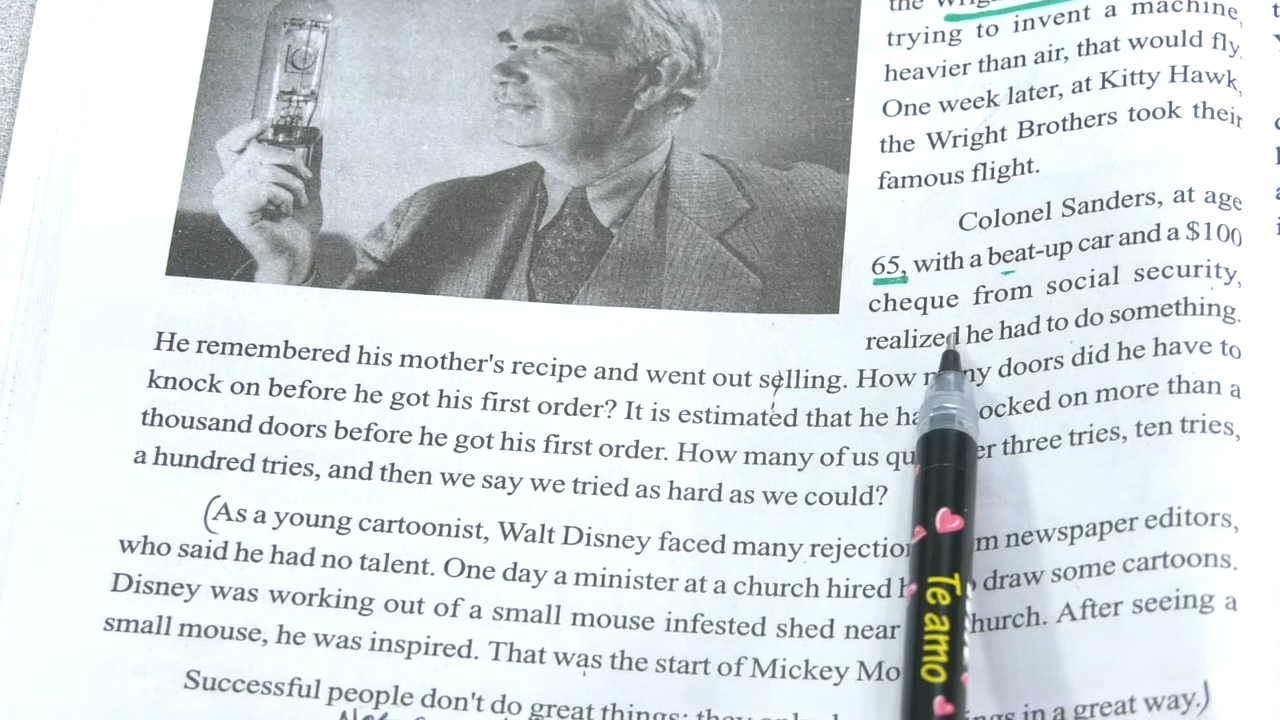 the
trying to invent a machine,
heavier than air, that would fly.
One week later, at Kitty Hawk,
the Wright Brothers took their
famous flight.
Colonel Sanders, at age
65, with a beat-up car and a $100
cheque from social security,
realized he had to do something.
He remembered his mother's recipe and went out selling. How many doors did he have to
knock on before he got his first order? It is estimated that he ha ocked on more than a
thousand doors before he got his first order. How many of us qu er three tries, ten tries,
a hundred tries, and then we say we tried as hard as we could?
(As a young cartoonist, Walt Disney faced many rejection m newspaper editors,
who said he had no talent. One day a minister at a church hired h draw some cartoons.
Disney was working out of a small mouse infested shed near hurch. After seeing a
small mouse, he was inspired. That was the start of Mickey Mo
Successful people don't do great things; they only ings in a great way.)
Te amo